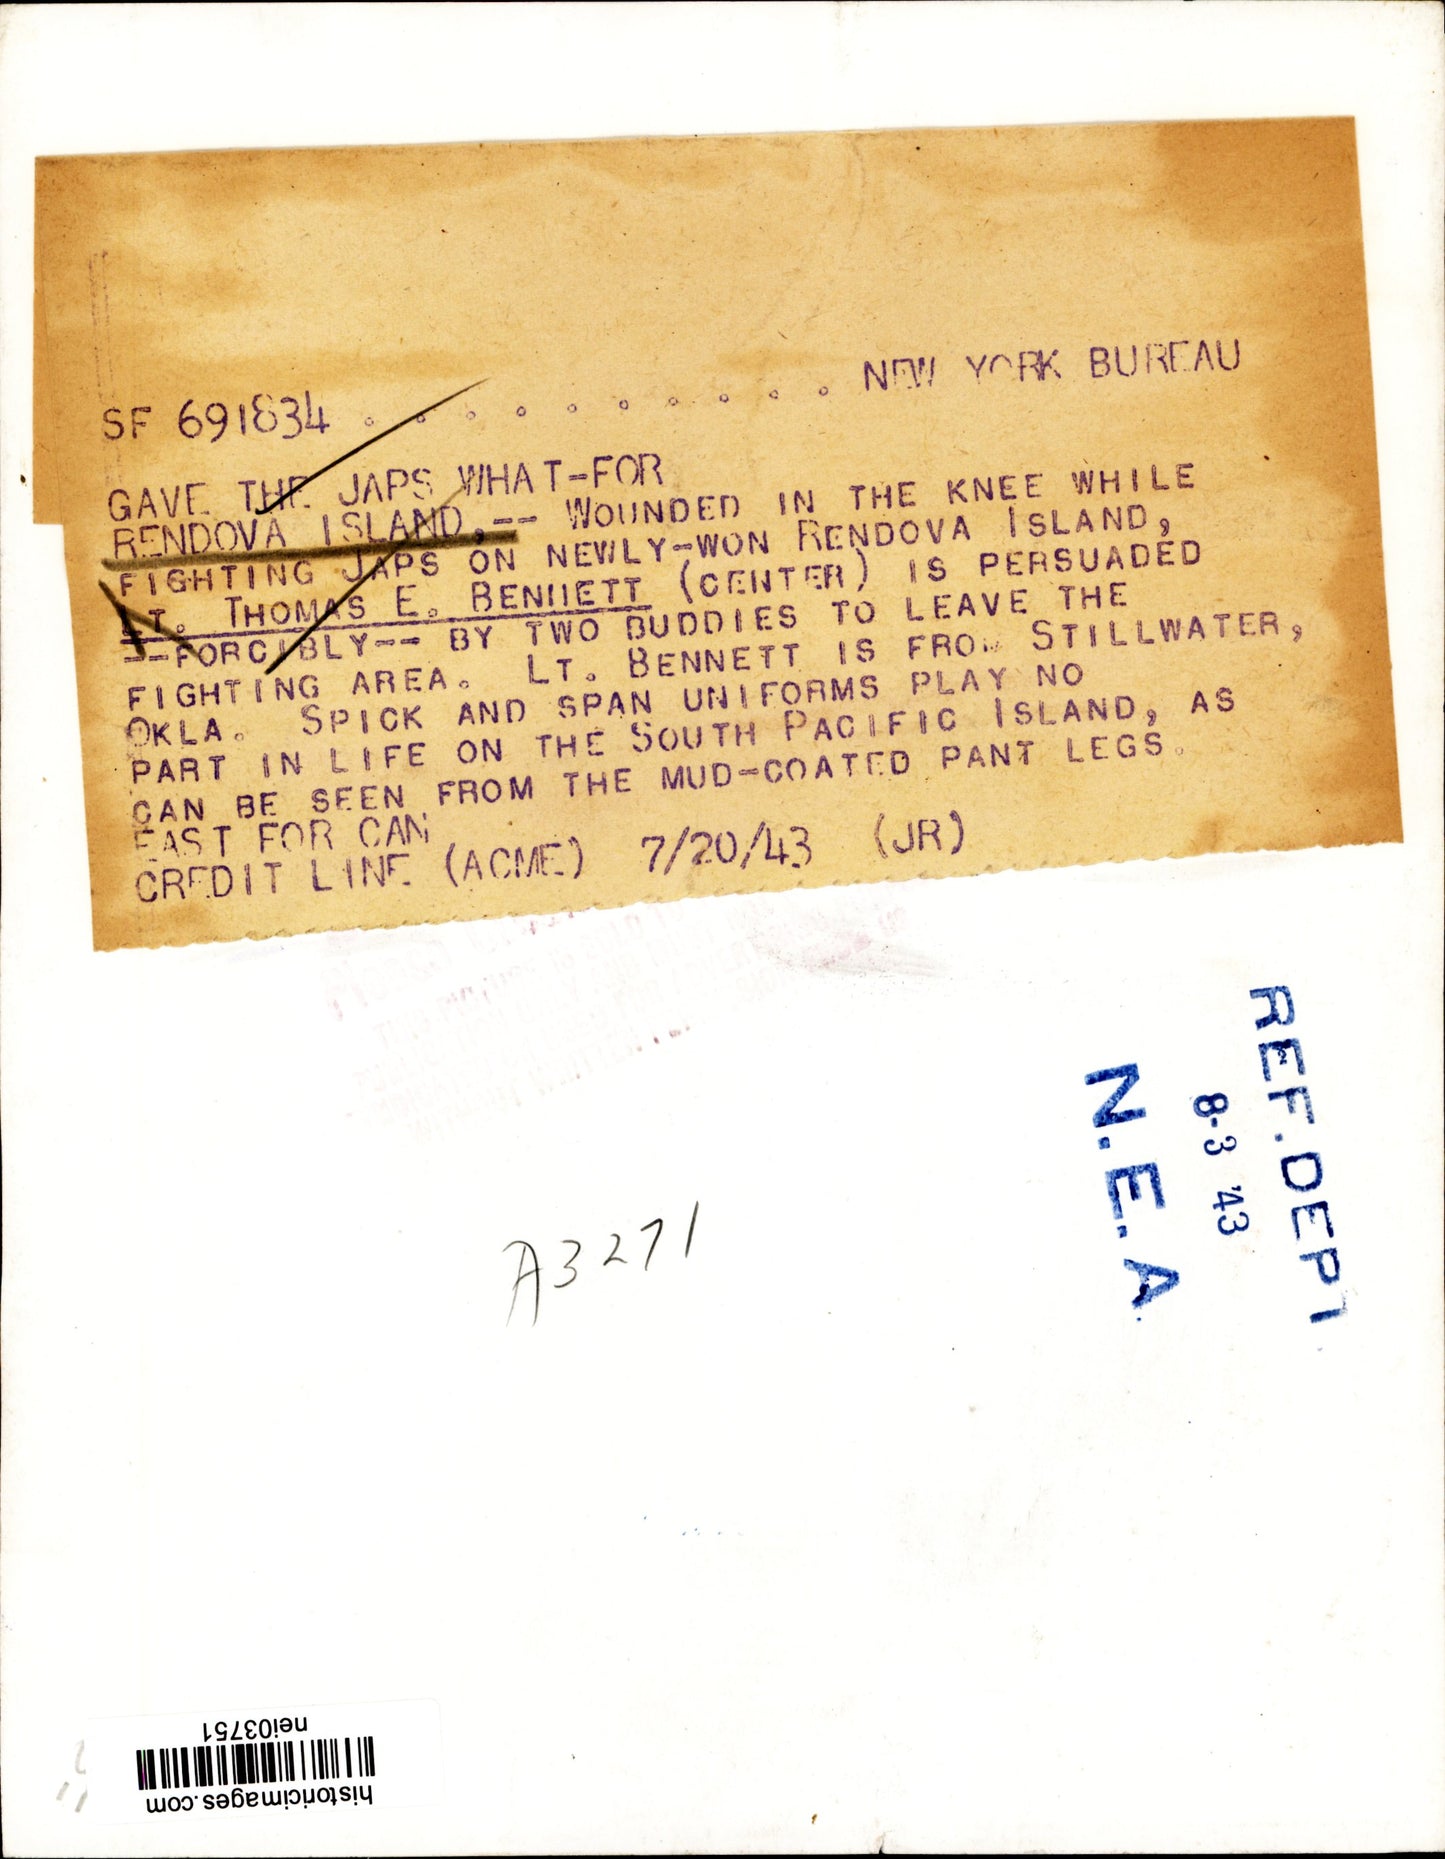 SF 691834 . . . . . . . . . . NEW YORK BUREAU
GAVE THE JAPS WHAT-FOR
RENDOVA ISLAND,-- WOUNDED IN THE KNEE WHILE
FIGHTING JAPS ON NEWLY-WON RENDOVA ISLAND,
LT. THOMAS E. BENNETT (CENTER) IS PERSUADED
--FORCIBLY-- BY TWO BUDDIES TO LEAVE THE
FIGHTING AREA. LT. BENNETT IS FROM STILLWATER,
OKLA. SPICK AND SPAN UNIFORMS PLAY NO
PART IN LIFE ON THE SOUTH PACIFIC ISLAND, AS
CAN BE SEEN FROM THE MUD-COATED PANT LEGS.
EAST FOR CAN
CREDIT LINE (ACME) 7/20/43 (JR)
REF. DEPT
8-3 '43
N.E.A.
A3271
historicimages.com
nei03751